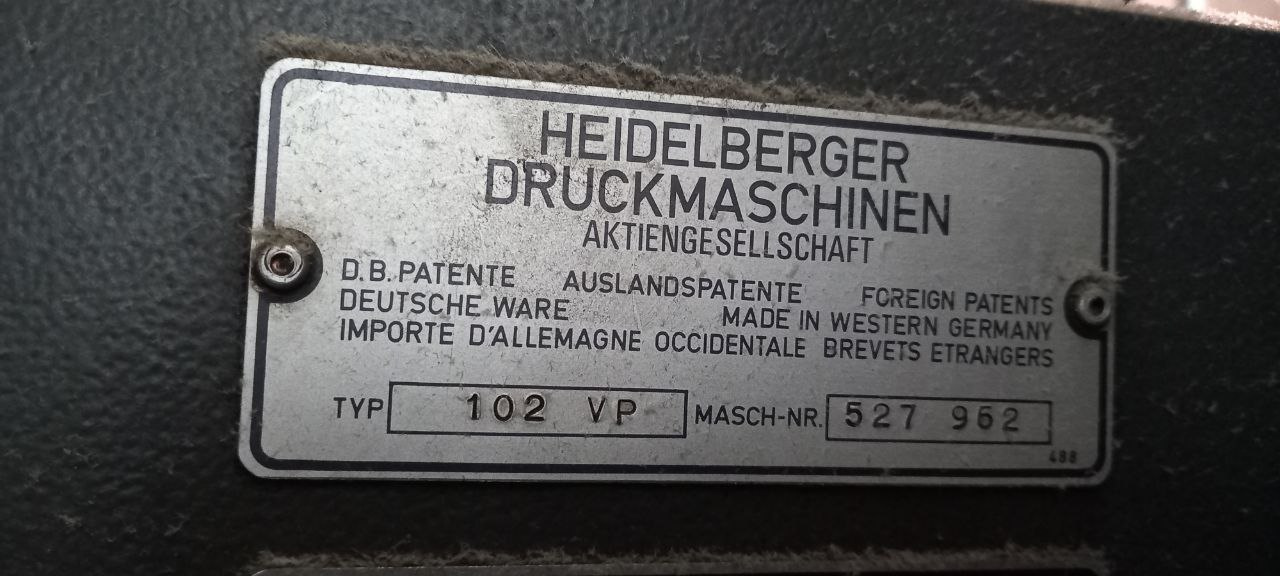 HEIDELBERGER
DRUCKMASCHINEN
AKTIENGESELLSCHAFT
D.B. PATENTE AUSLANDSPATENTE FOREIGN PATENTS
DEUTSCHE WARE MADE IN WESTERN GERMANY
IMPORTE D'ALLEMAGNE OCCIDENTALE BREVETS ETRANGERS
TYP 102 VP MASCH-NR. 527 962
488